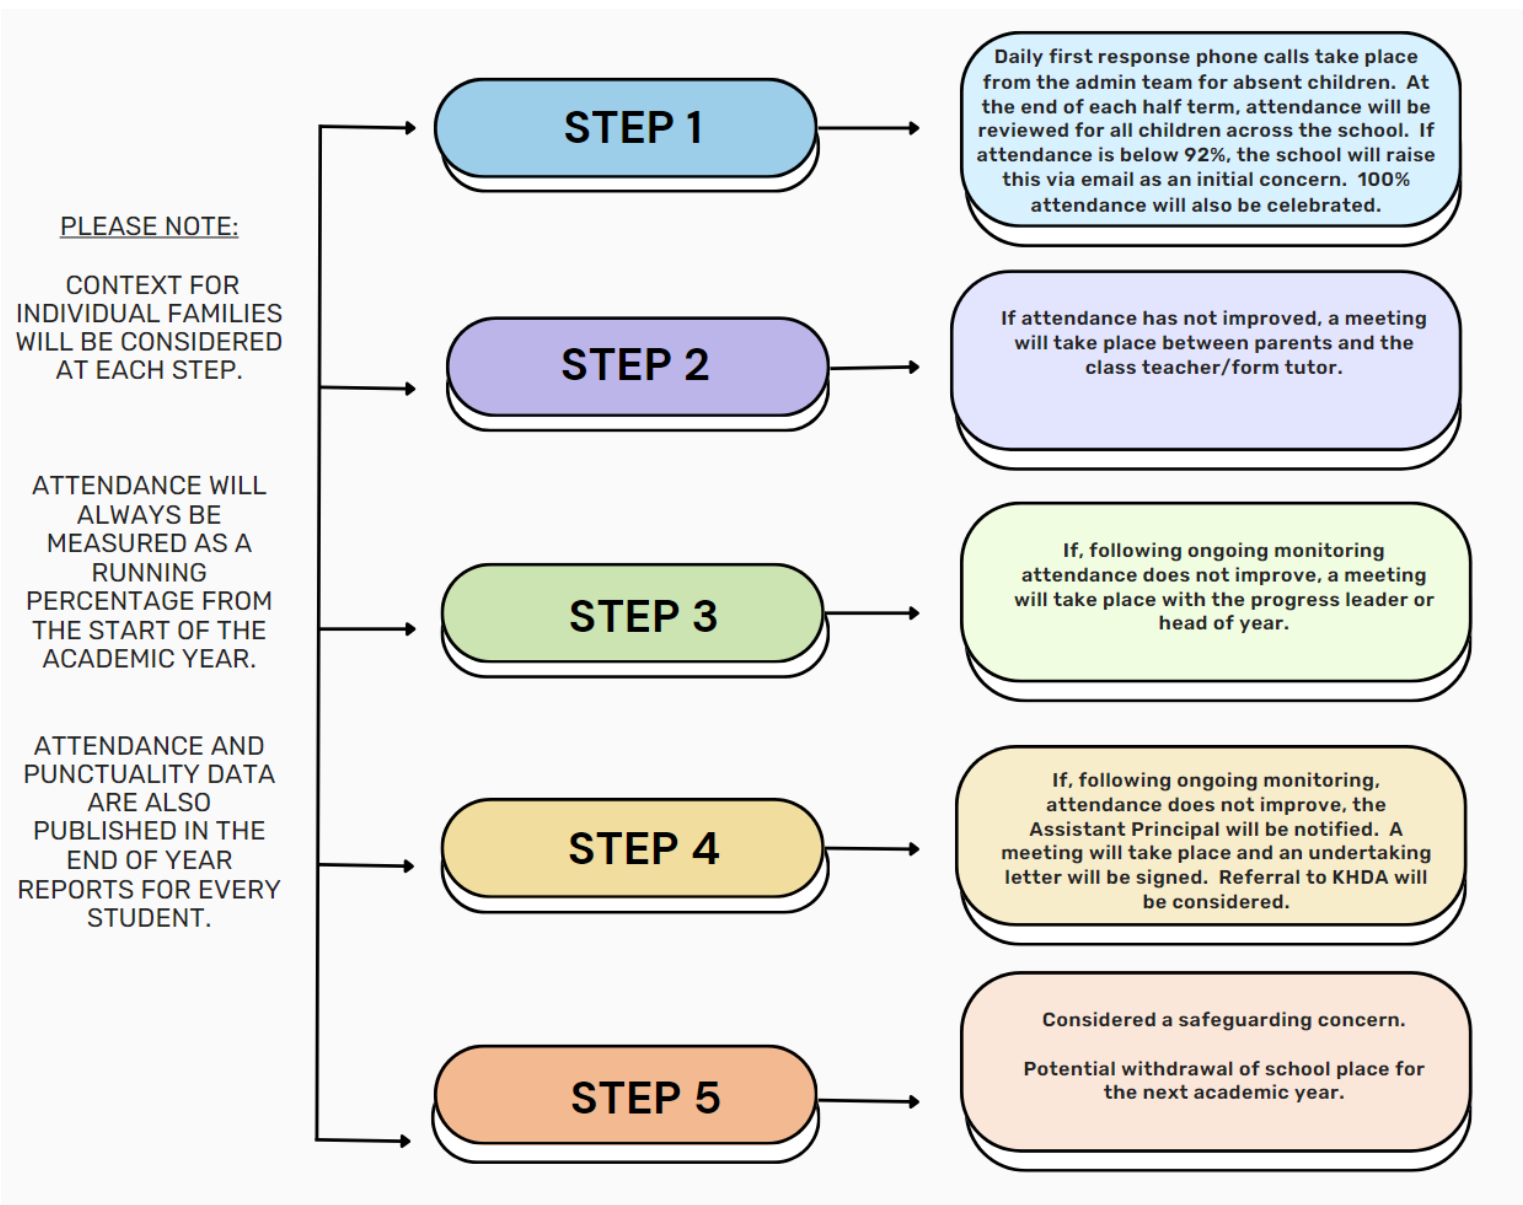 PLEASE NOTE:
CONTEXT FOR
INDIVIDUAL FAMILIES
WILL BE CONSIDERED
AT EACH STEP.
ATTENDANCE WILL
ALWAYS BE
MEASURED AS A
RUNNING
PERCENTAGE FROM
THE START OF THE
ACADEMIC YEAR.
ATTENDANCE AND
PUNCTUALITY DATA
ARE ALSO
PUBLISHED IN THE
END OF YEAR
REPORTS FOR EVERY
STUDENT.
STEP 1
Daily first response phone calls take place
from the admin team for absent children. At
the end of each half term, attendance will be
reviewed for all children across the school. If
attendance is below 92%, the school will raise
this via email as an initial concern. 100%
attendance will also be celebrated.
STEP 2
If attendance has not improved, a meeting
will take place between parents and the
class teacher/form tutor.
STEP 3
If, following ongoing monitoring
attendance does not improve, a meeting
will take place with the progress leader or
head of year.
STEP 4
If, following ongoing monitoring,
attendance does not improve, the
Assistant Principal will be notified. A
meeting will take place and an undertaking
letter will be signed. Referral to KHDA will
be considered.
STEP 5
Considered a safeguarding concern.
Potential withdrawal of school place for
the next academic year.